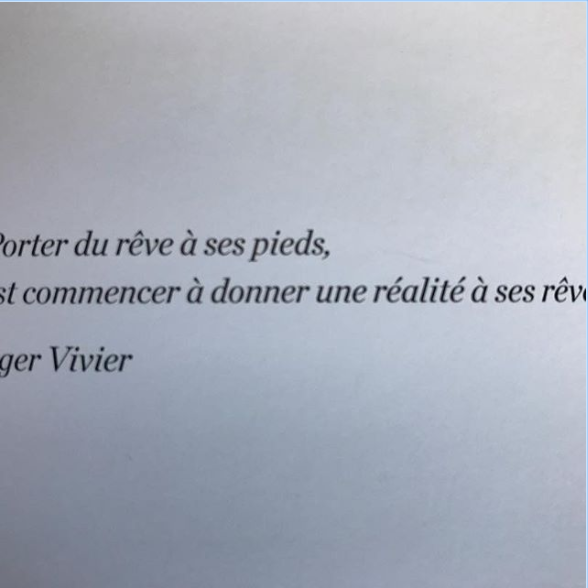 Porter du rêve à ses pieds,
st commencer à donner une réalité à ses rêv
ger Vivier